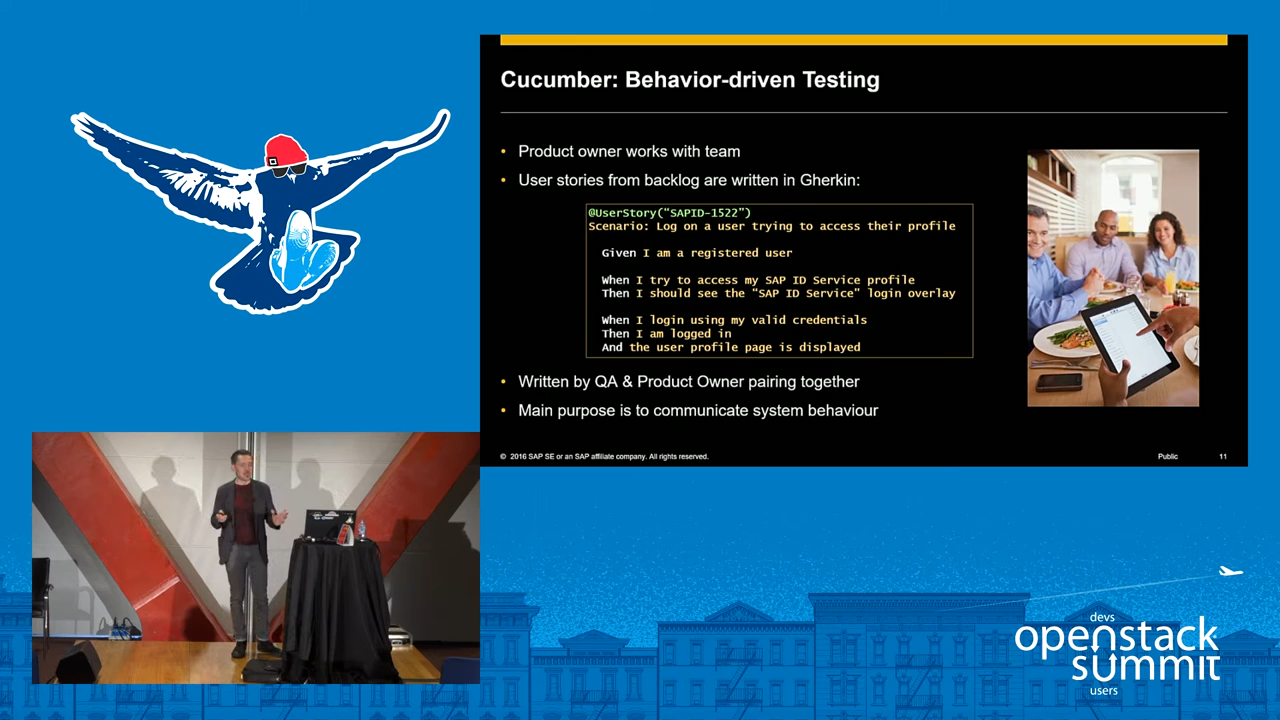 Cucumber: Behavior-driven Testing
• Product owner works with team
• User stories from backlog are written in Gherkin:
@UserStory("SAPID-1522")
Scenario: Log on a user trying to access their profile
Given I am a registered user
When I try to access my SAP ID Service profile
Then I should see the "SAP ID Service" login overlay
When I login using my valid credentials
Then I am logged in
And the user profile page is displayed
• Written by QA & Product Owner pairing together
• Main purpose is to communicate system behaviour
© 2016 SAP SE or an SAP affiliate company. All rights reserved.
Public
11
devs
openstack
summit
users